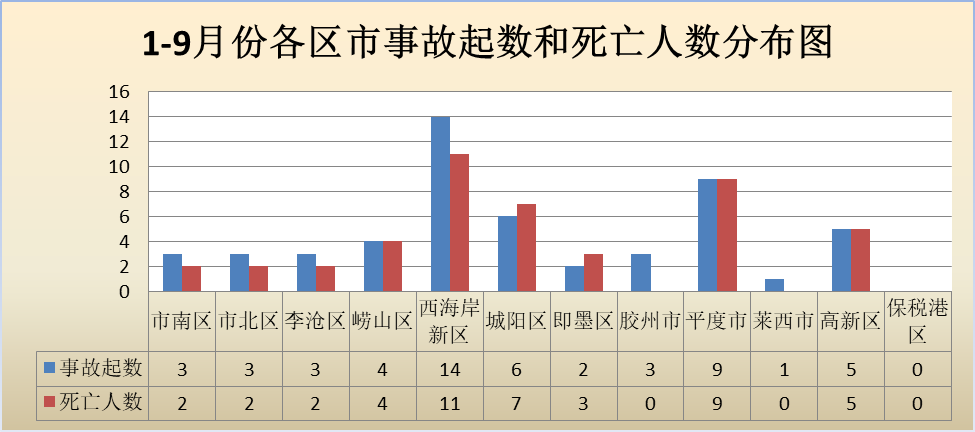 1-9月份各区市事故起数和死亡人数分布图
16
14
12
10
8
6
4
2
0
市南区 市北区 李沧区 崂山区 西海岸新区 城阳区 即墨区 胶州市 平度市 莱西市 高新区 保税港区
事故起数 3 3 3 4 14 6 2 3 9 1 5 0
死亡人数 2 2 2 4 11 7 3 0 9 0 5 0